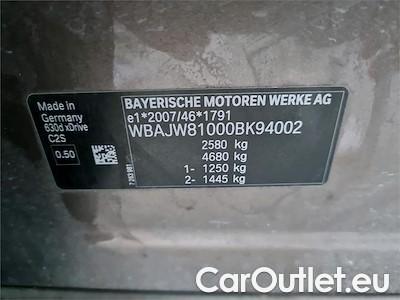 Made in
Germany
630d xDrive
C2S
0.50
BAYERISCHE MOTOREN WERKE AG
e1*2007/46*1791
WBAJW81000BK94002
2580 kg
4680 kg
1- 1250 kg
2- 1445 kg
CarOutlet.eu